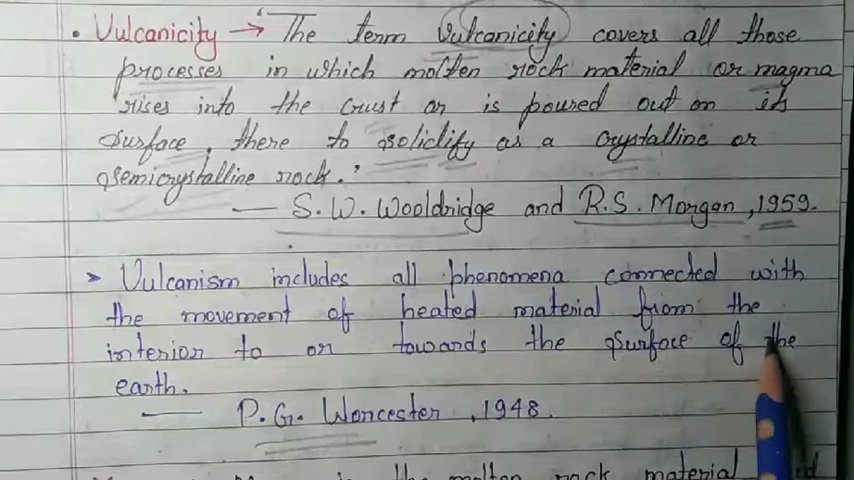 • Vulcanicity → "The term Vulcanicity covers all those
processes in which molten rock material or magma
rises into the crust or is poured out on its
surface, there to solidify as a crystalline or
semicrystalline rock."
— S.W. Wooldridge and R.S. Morgan, 1959.
> Vulcanism includes all phenomena connected with
the movement of heated material from the
interior to or towards the surface of the
earth.
— P.G. Worcester, 1948.
the molten rock material